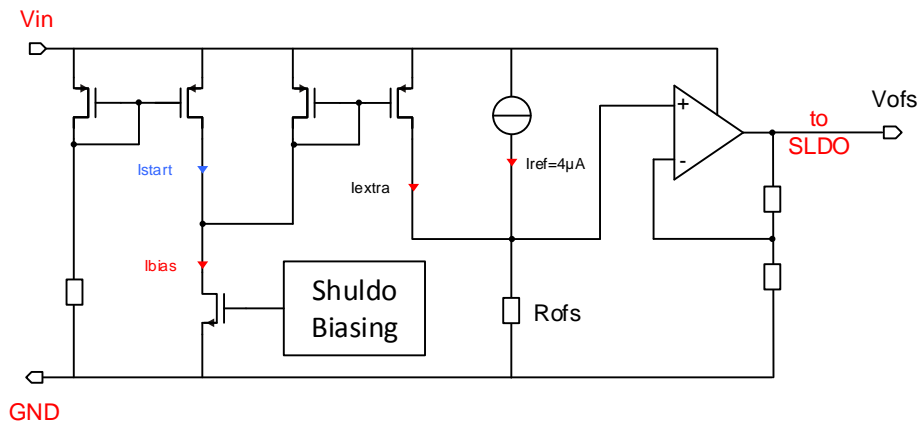 Vin
Vofs
to
SLDO
+
-
Istart
Iextra
Iref=4µA
Ibias
Shuldo
Biasing
Rofs
GND